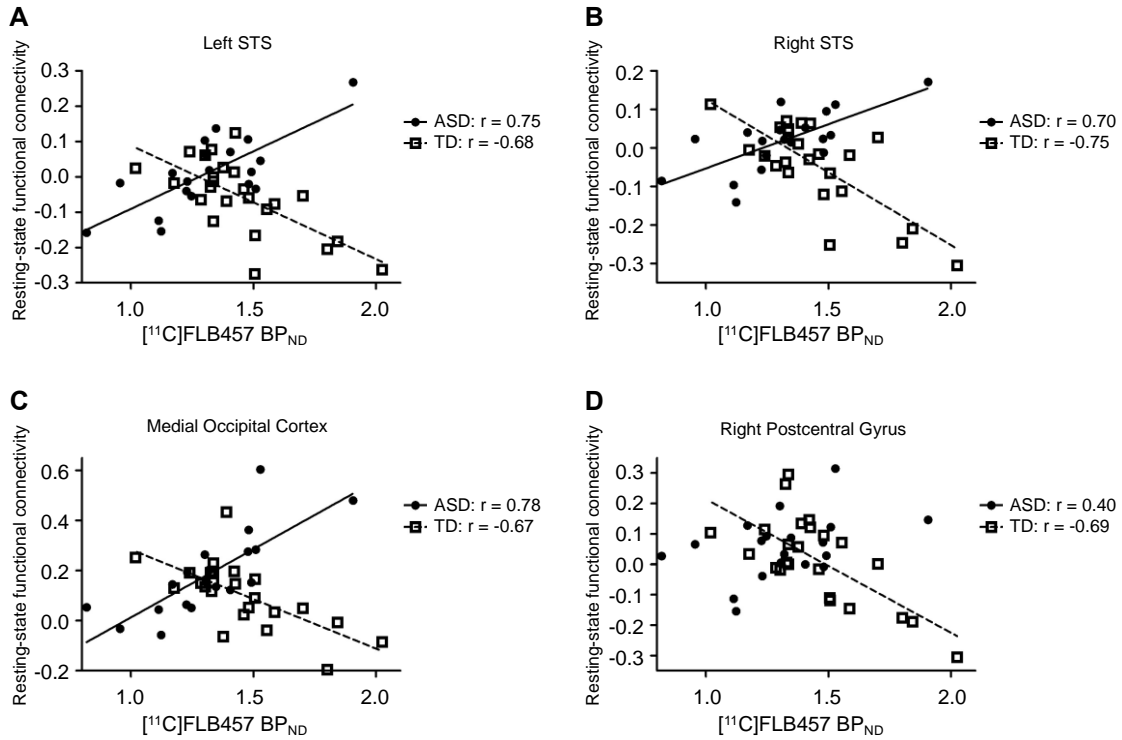 A
Left STS
Resting-state functional connectivity
0.3
0.2
0.1
0.0
-0.1
-0.2
-0.3
1.0 1.5 2.0
[¹¹C]FLB457 BP_ND
ASD: r = 0.75
TD: r = -0.68
B
Right STS
Resting-state functional connectivity
0.2
0.1
0.0
-0.1
-0.2
-0.3
1.0 1.5 2.0
[¹¹C]FLB457 BP_ND
ASD: r = 0.70
TD: r = -0.75
C
Medial Occipital Cortex
Resting-state functional connectivity
0.6
0.4
0.2
0.0
-0.2
1.0 1.5 2.0
[¹¹C]FLB457 BP_ND
ASD: r = 0.78
TD: r = -0.67
D
Right Postcentral Gyrus
Resting-state functional connectivity
0.3
0.2
0.1
0.0
-0.1
-0.2
-0.3
1.0 1.5 2.0
[¹¹C]FLB457 BP_ND
ASD: r = 0.40
TD: r = -0.69